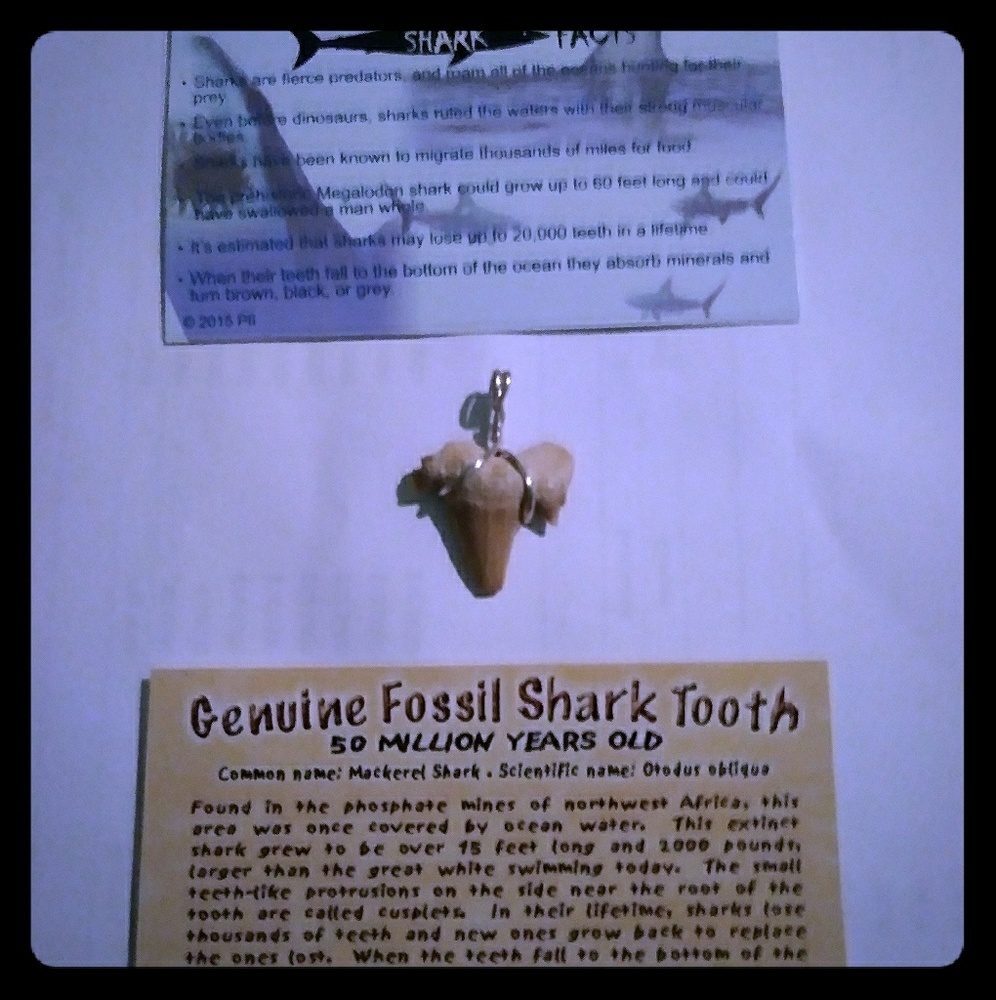 SHARK FACTS
• Sharks are fierce predators, and roam all of the oceans hunting for their
prey.
• Even before dinosaurs, sharks ruled the waters with their strong muscular
bodies.
• Sharks have been known to migrate thousands of miles for food.
• The prehistoric Megalodon shark could grow up to 60 feet long and could
have swallowed a man whole.
• It's estimated that sharks may lose up to 20,000 teeth in a lifetime.
• When their teeth fall to the bottom of the ocean they absorb minerals and
turn brown, black, or grey.
© 2015 PII
Genuine Fossil Shark Tooth
50 MILLION YEARS OLD
Common name: Mackerel Shark • Scientific name: Otodus obliqua
Found in the phosphate mines of northwest Africa, this
area was once covered by ocean water. This extinct
shark grew to be over 15 feet long and 2000 pounds,
larger than the great white swimming today. The small
teeth-like protrusions on the side near the root of the
tooth are called cusplets. In their lifetime, sharks lose
thousands of teeth and new ones grow back to replace
the ones lost. When the teeth fall to the bottom of the